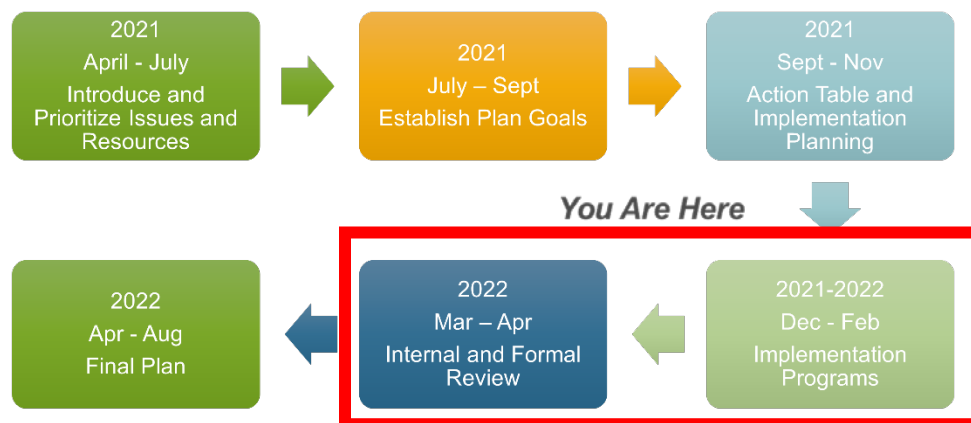 2021
April - July
Introduce and
Prioritize Issues and
Resources
2021
July – Sept
Establish Plan Goals
2021
Sept - Nov
Action Table and
Implementation
Planning
You Are Here
2021-2022
Dec - Feb
Implementation
Programs
2022
Mar – Apr
Internal and Formal
Review
2022
Apr - Aug
Final Plan